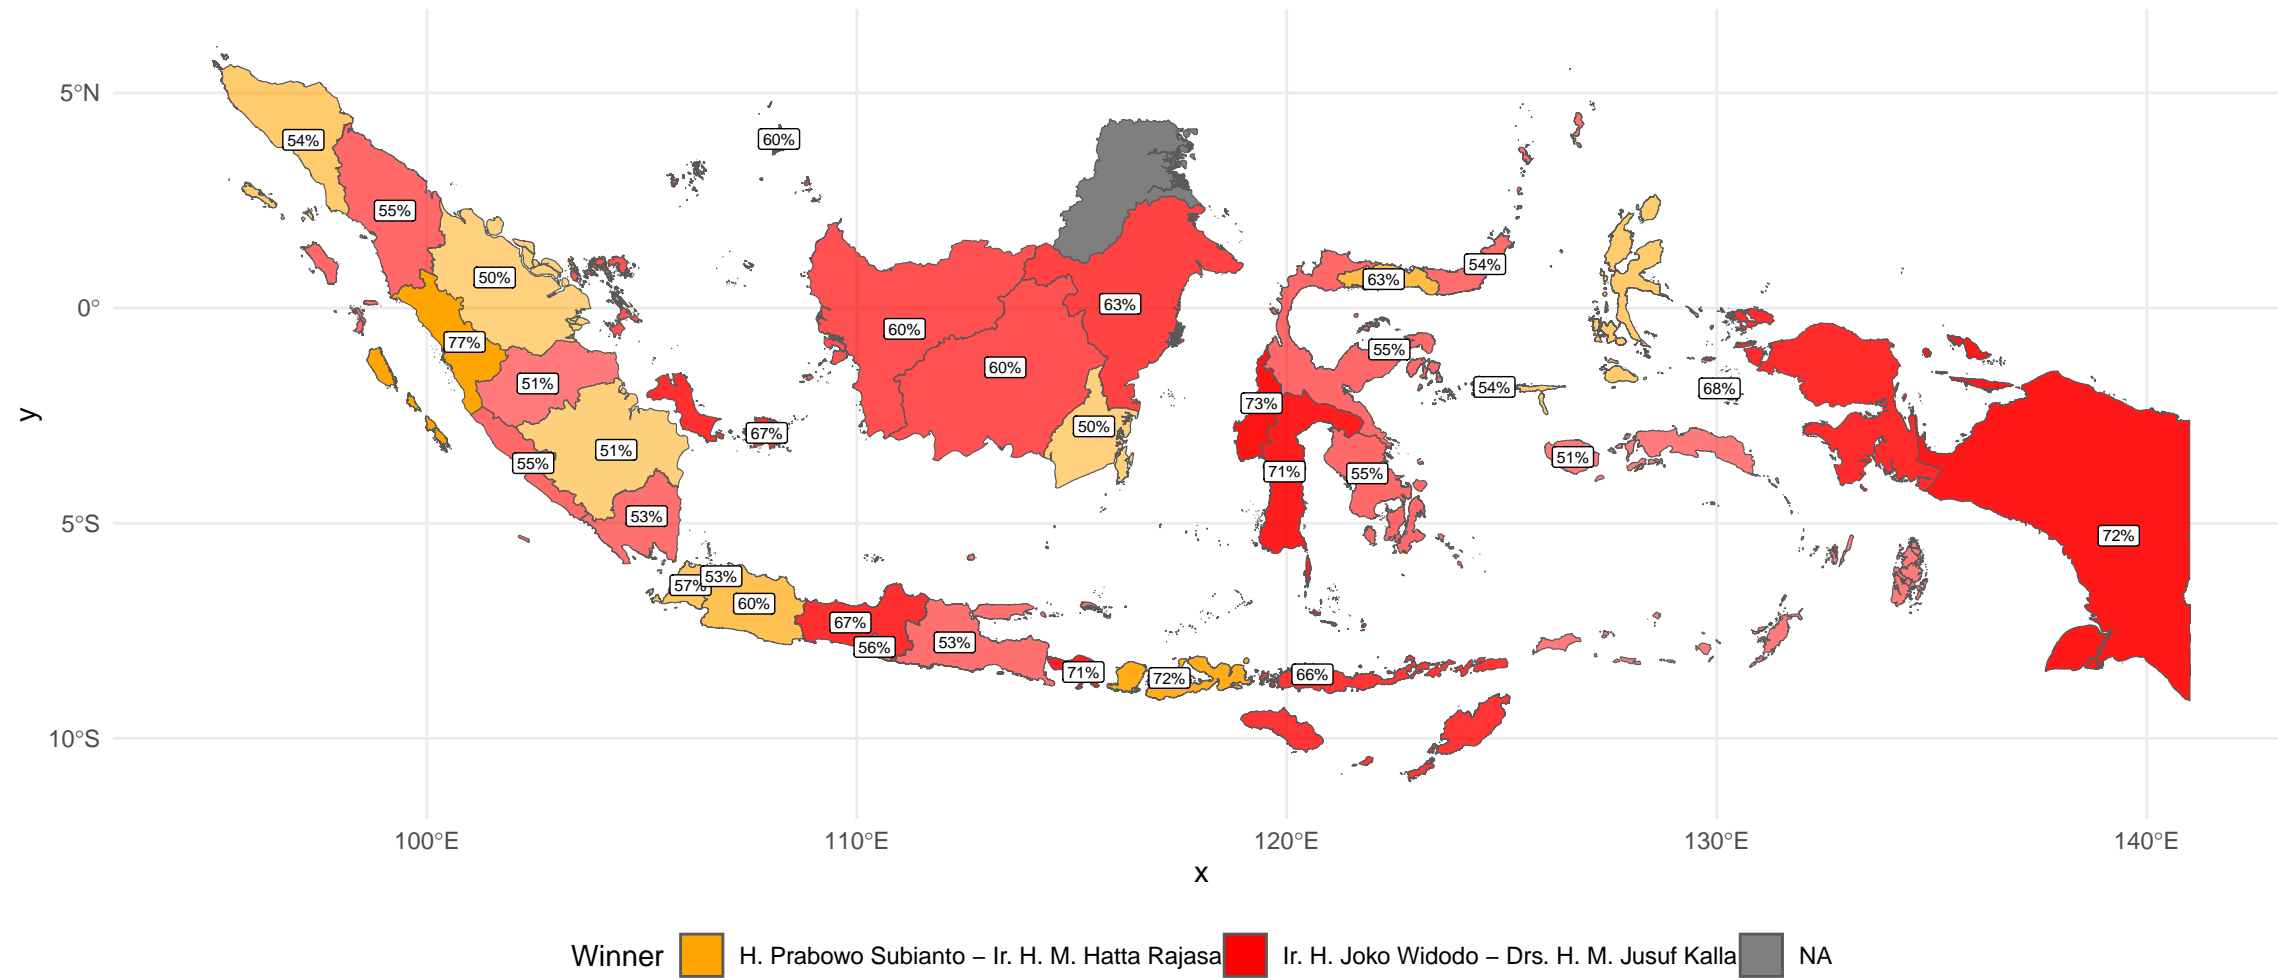 5°N
0°
5°S
10°S
y
54%
60%
55%
54%
50%
63%
63%
60%
77%
55%
60%
51%
54%
68%
73%
50%
67%
51%
51%
55%
71%
55%
53%
72%
53%
57%
60%
67%
56%
53%
71%
72%
66%
100°E
110°E
120°E
130°E
140°E
x
Winner
H. Prabowo Subianto – Ir. H. M. Hatta Rajasa
Ir. H. Joko Widodo – Drs. H. M. Jusuf Kalla
NA